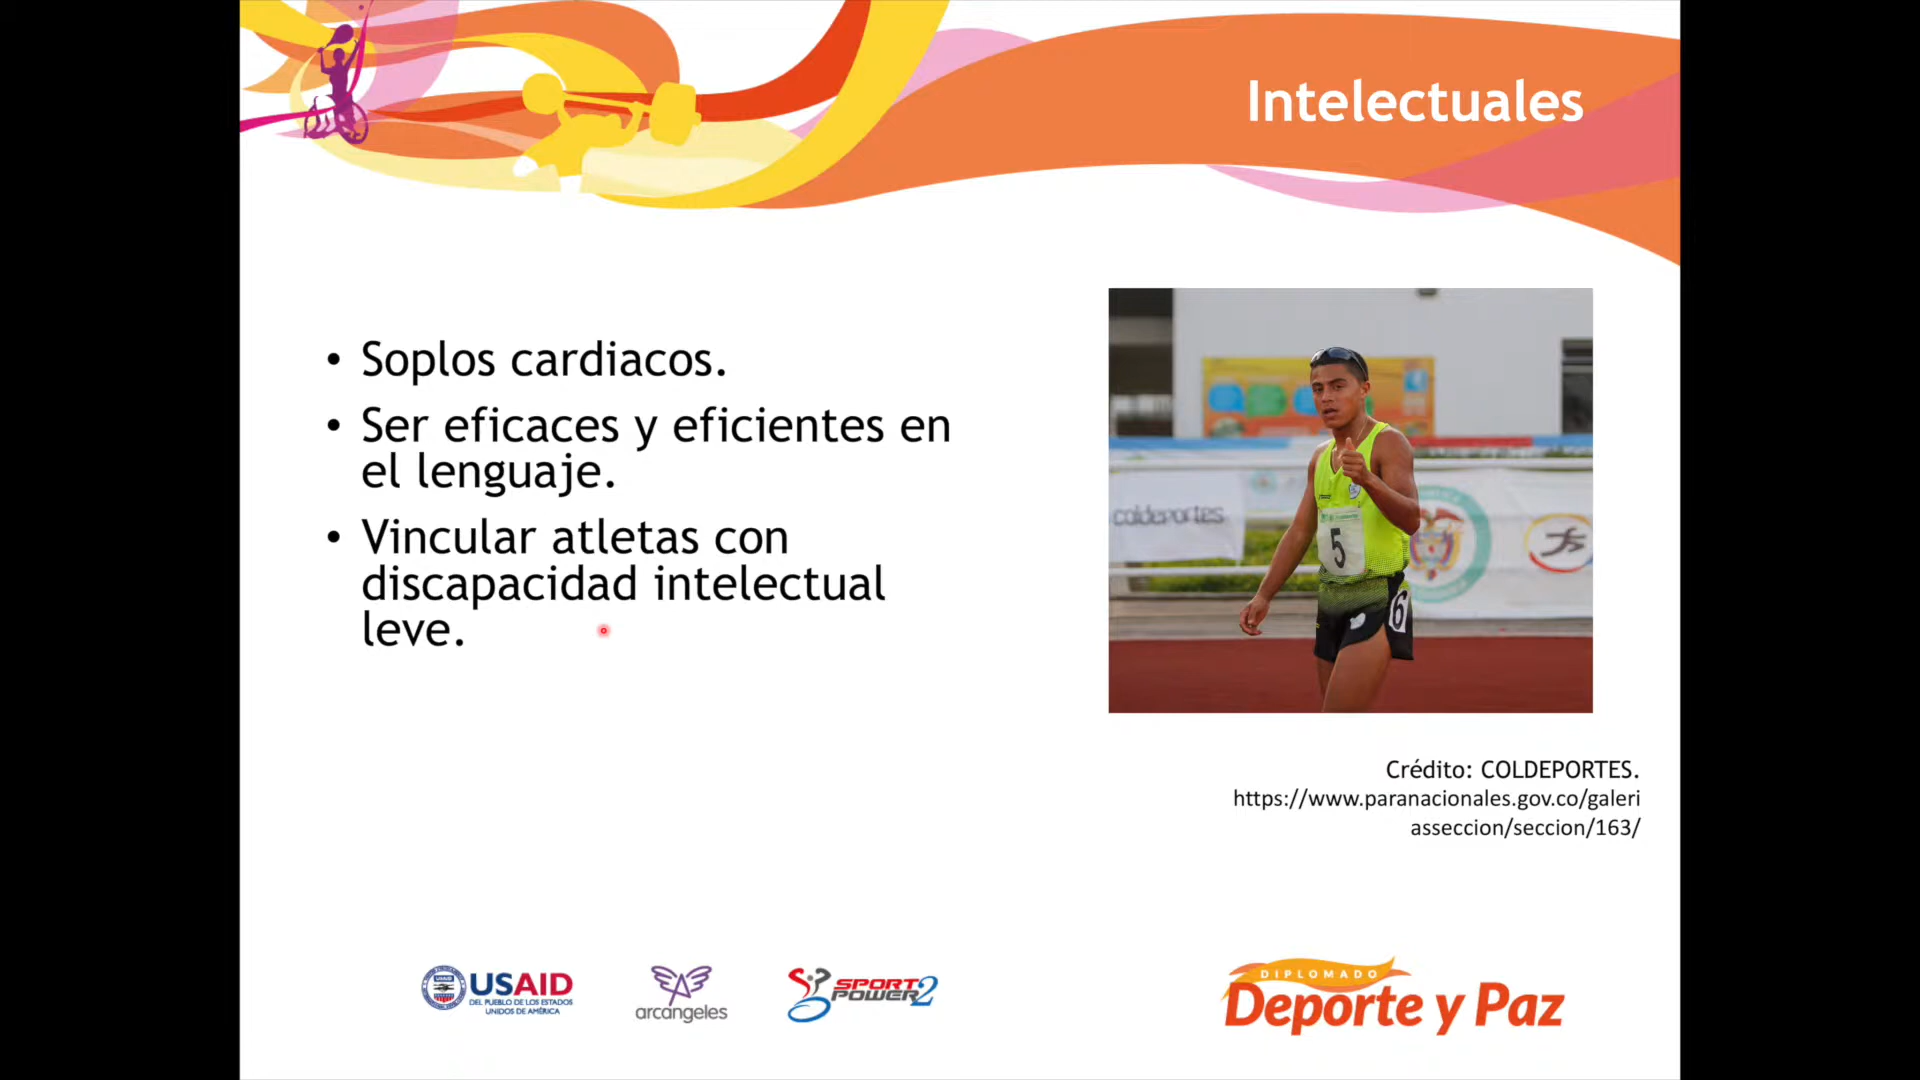 Intelectuales
• Soplos cardiacos.
• Ser eficaces y eficientes en
el lenguaje.
• Vincular atletas con
discapacidad intelectual
leve.
coldeportes
5
6
Crédito: COLDEPORTES.
https://www.paranacionales.gov.co/galeri
asseccion/seccion/163/
USAID
USAID
DEL PUEBLO DE LOS ESTADOS
UNIDOS DE AMÉRICA
arcángeles
SPORT
POWER2
DIPLOMADO
Deporte y Paz